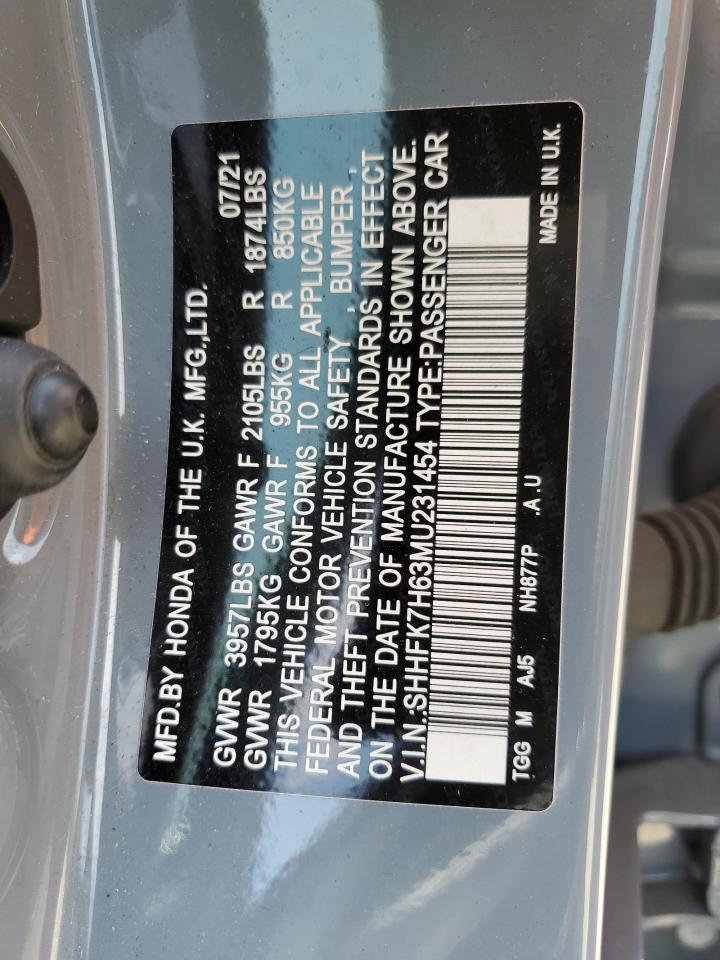 MFD.BY HONDA OF THE U.K. MFG.,LTD. 07/21
GVWR 3957LBS GAWR F 2105LBS R 1874LBS
GVWR 1795KG GAWR F 955KG R 850KG
THIS VEHICLE CONFORMS TO ALL APPLICABLE
FEDERAL MOTOR VEHICLE SAFETY , BUMPER ,
AND THEFT PREVENTION STANDARDS IN EFFECT
ON THE DATE OF MANUFACTURE SHOWN ABOVE.
V.I.N.:SHHFK7H63MU231454 TYPE:PASSENGER CAR
TGG M AJ5 NH877P .A .U MADE IN U.K.